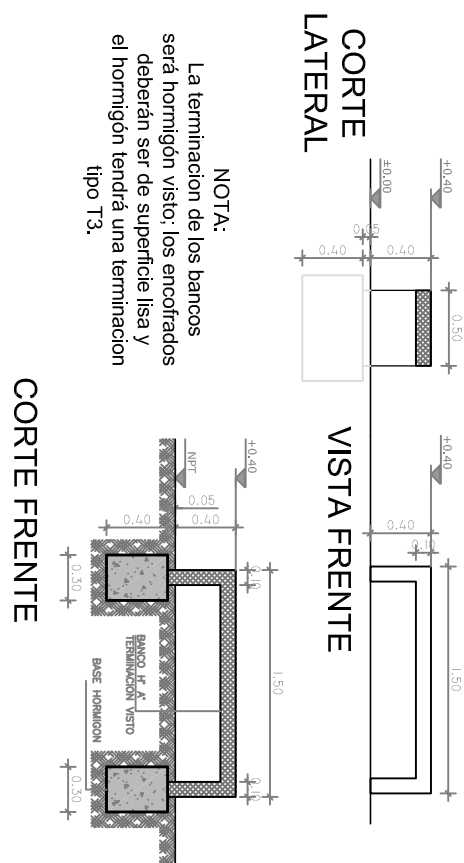 CORTE
LATERAL
+0.40
±0.00
0.40
0.05
0.40
0.50
VISTA FRENTE
+0.40
0.40
0.10
1.50
NOTA:
La terminacion de los bancos
será hormigón visto; los encofrados
deberán ser de superficie lisa y
el hormigón tendrá una terminacion
tipo T3.
CORTE FRENTE
+0.40
NPT
0.05
0.40
0.40
0.30
0.10
1.50
0.10
0.30
BANCO Hº Aº
TERMINACION VISTO
BASE HORMIGON